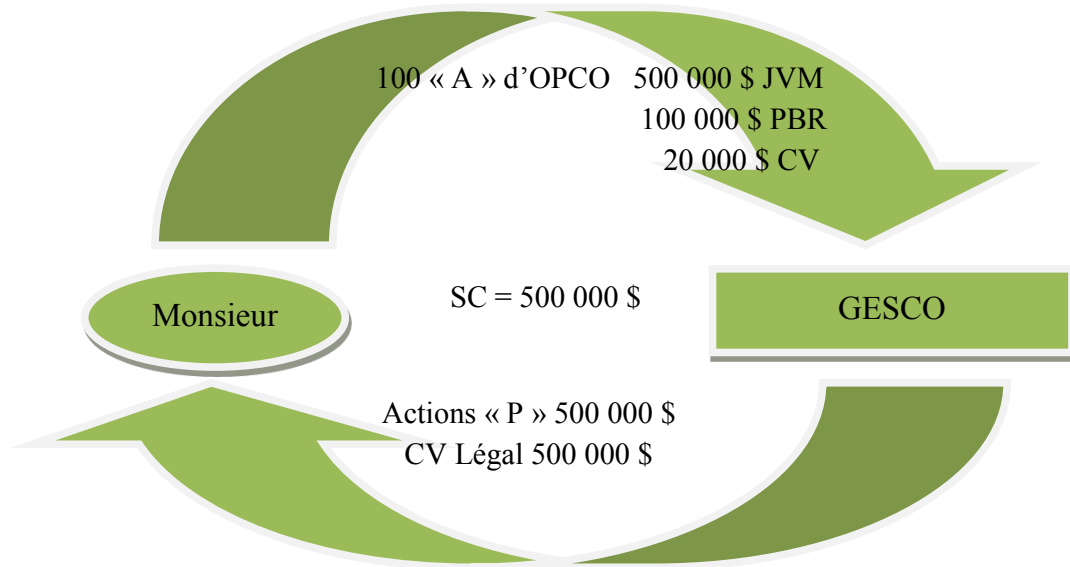 100 « A » d’OPCO 500 000 $ JVM
100 000 $ PBR
20 000 $ CV
Monsieur
SC = 500 000 $
GESCO
Actions « P » 500 000 $
CV Légal 500 000 $